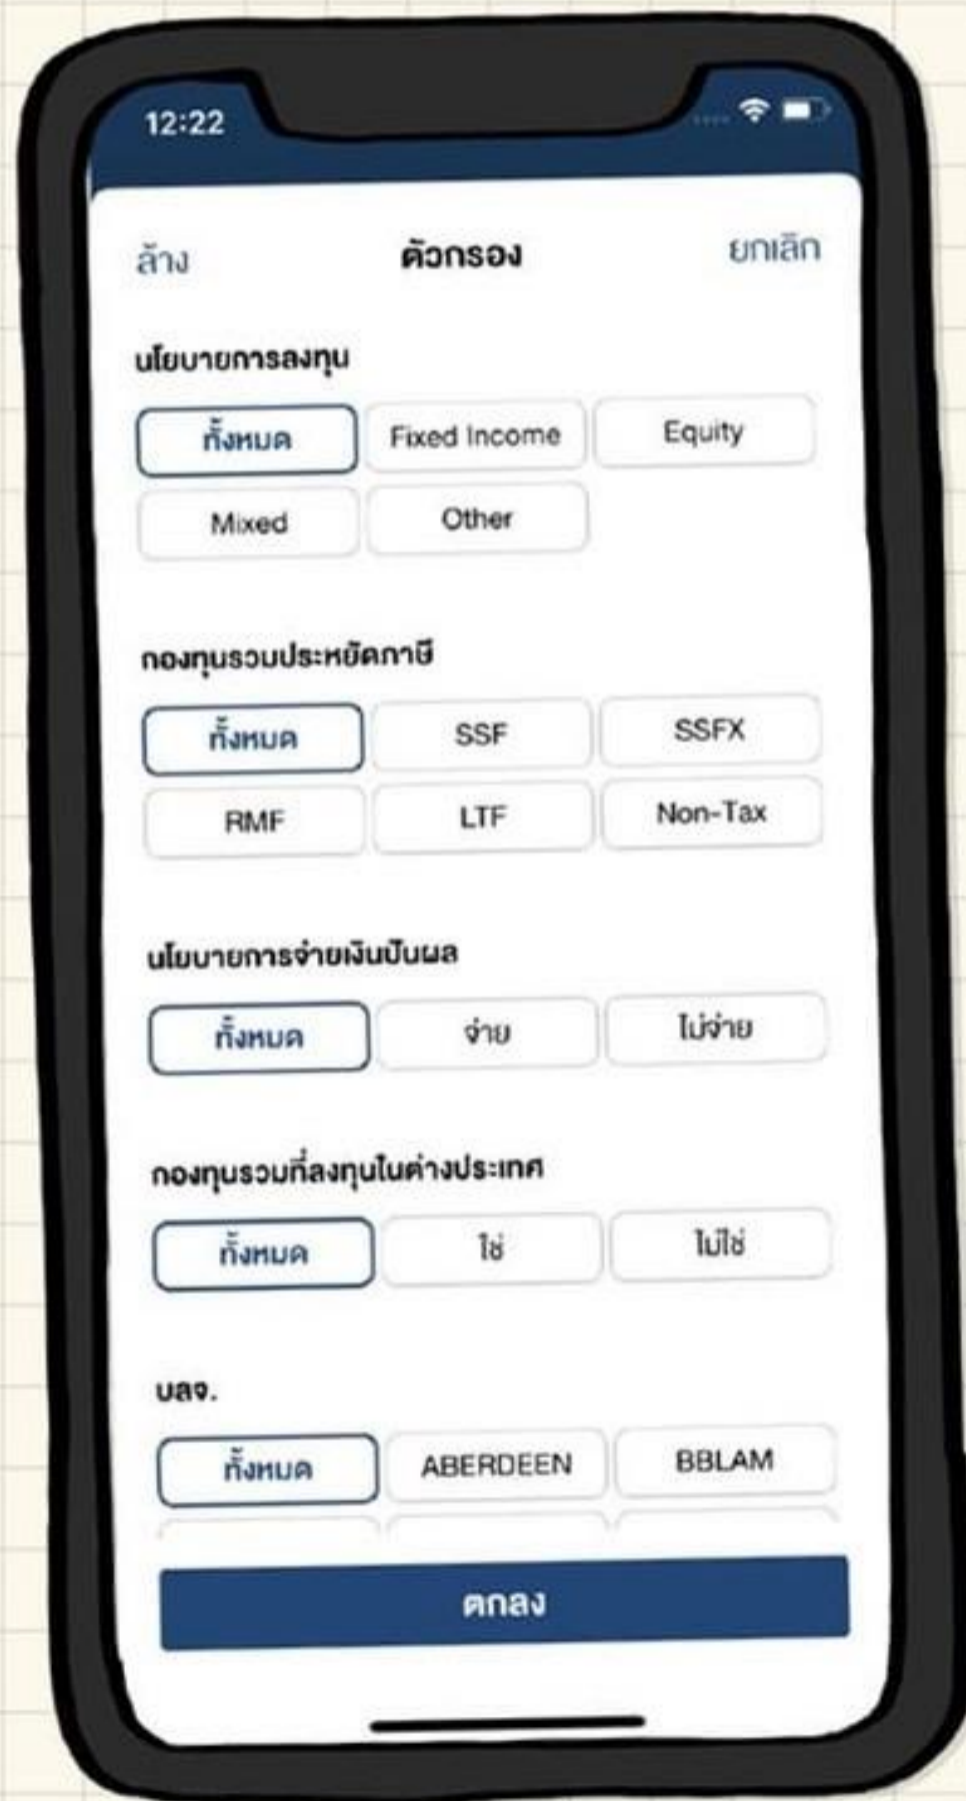 12:22
ล้าง ตัวกรอง ยกเลิก
นโยบายการลงทุน
ทั้งหมด Fixed Income Equity
Mixed Other
กองทุนรวมประหยัดภาษี
ทั้งหมด SSF SSFX
RMF LTF Non-Tax
นโยบายการจ่ายเงินปันผล
ทั้งหมด จ่าย ไม่จ่าย
กองทุนรวมที่ลงทุนในต่างประเทศ
ทั้งหมด ใช่ ไม่ใช่
บลจ.
ทั้งหมด ABERDEEN BBLAM
ตกลง